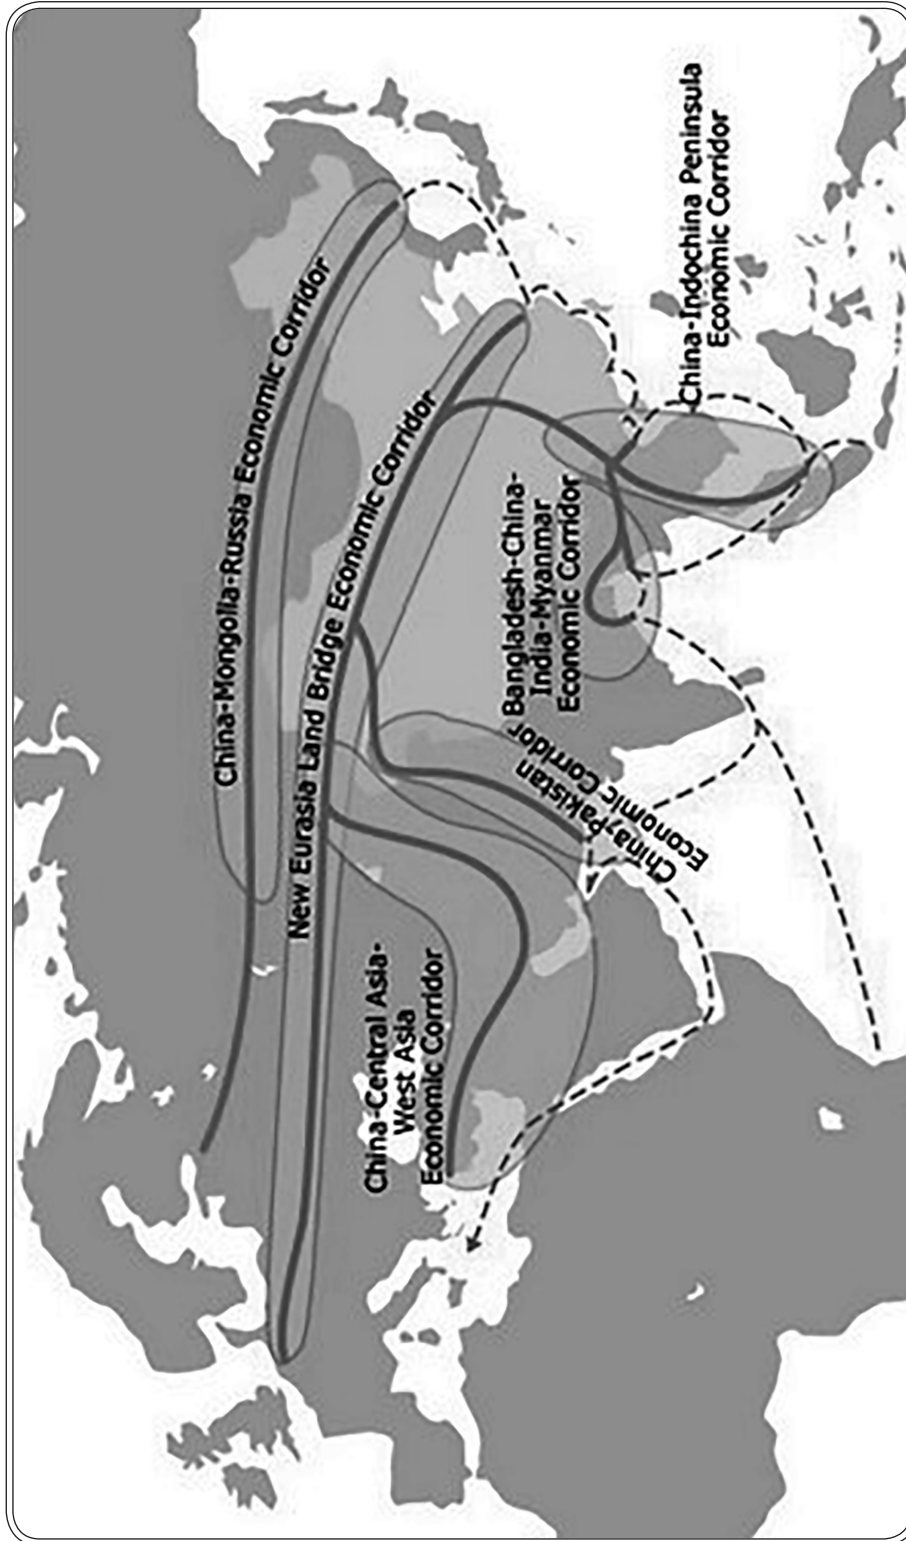 China-Mongolia-Russia Economic Corridor
New Eurasia Land Bridge Economic Corridor
China-Central Asia-
West Asia
Economic Corridor
China-Pakistan
Economic Corridor
Bangladesh-China-
India-Myanmar
Economic Corridor
China-Indochina Peninsula
Economic Corridor